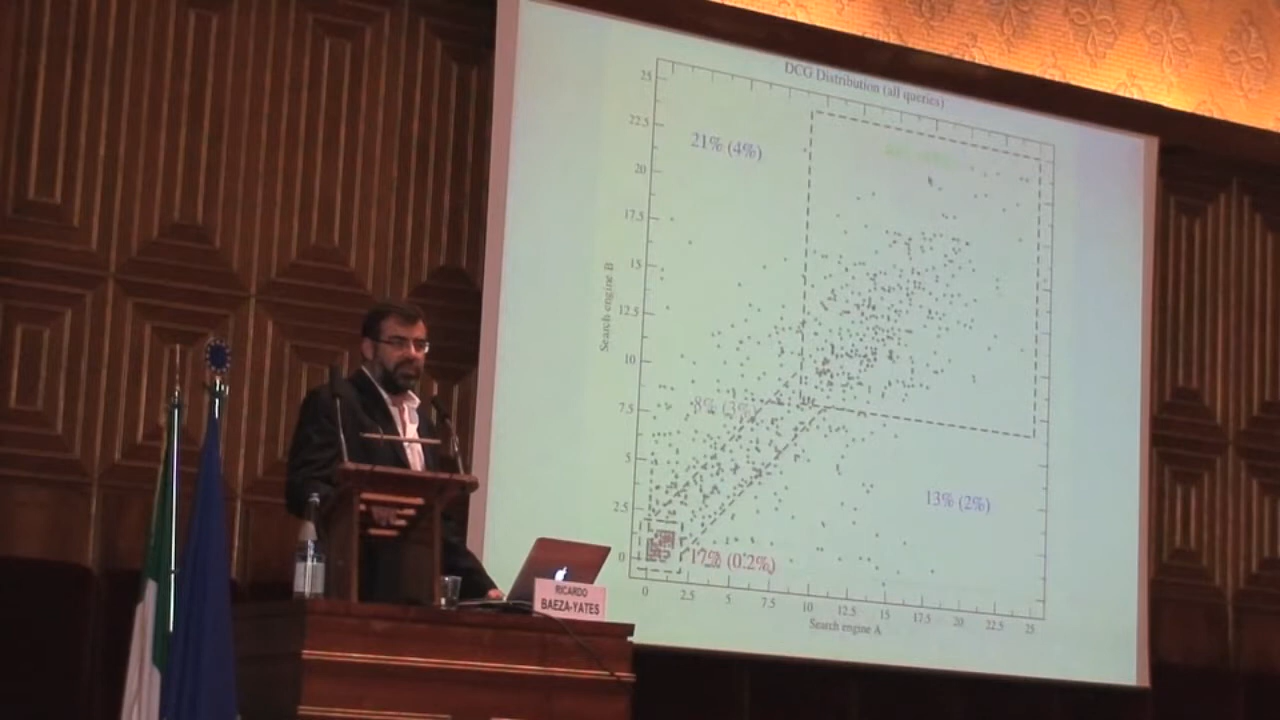 DCG Distribution (all queries)
25
22.5
20
17.5
15
12.5
10
7.5
5
2.5
0
Search engine B
21% (4%)
8% (3%)
13% (2%)
17% (0.2%)
0 2.5 5 7.5 10 12.5 15 17.5 20 22.5 25
Search engine A
RICARDO
BAEZA-YATES